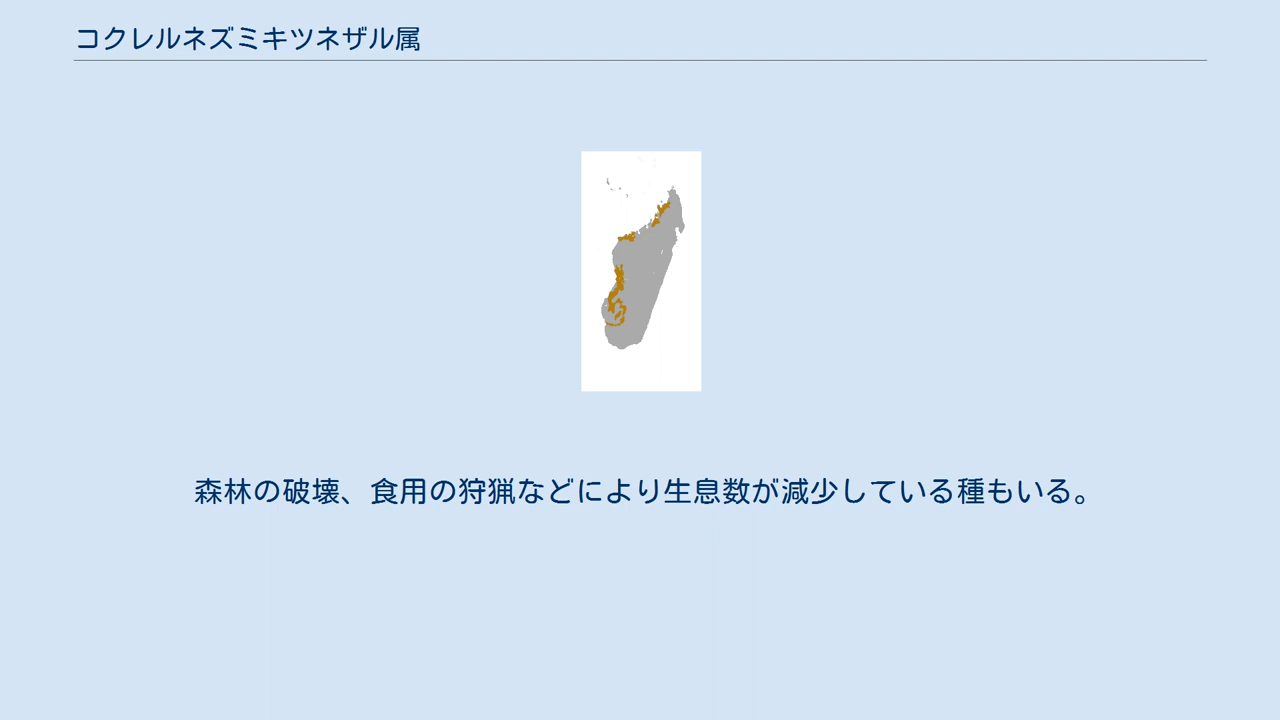 コクレルネズミキツネザル属
森林の破壊、食用の狩猟などにより生息数が減少している種もいる。